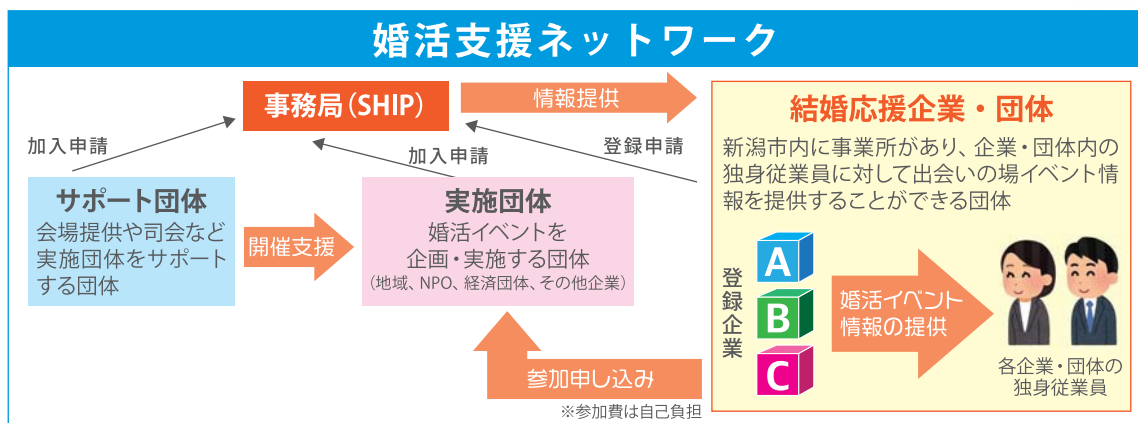 婚活支援ネットワーク
事務局（SHIP）
情報提供
加入申請
加入申請
登録申請
サポート団体
会場提供や司会など
実施団体をサポート
する団体
開催支援
実施団体
婚活イベントを
企画・実施する団体
（地域、NPO、経済団体、その他企業）
参加申し込み
※参加費は自己負担
結婚応援企業・団体
新潟市内に事業所があり、企業・団体内の
独身従業員に対して出会いの場イベント情
報を提供することができる団体
登録企業
A
B
C
婚活イベント
情報の提供
各企業・団体の
独身従業員